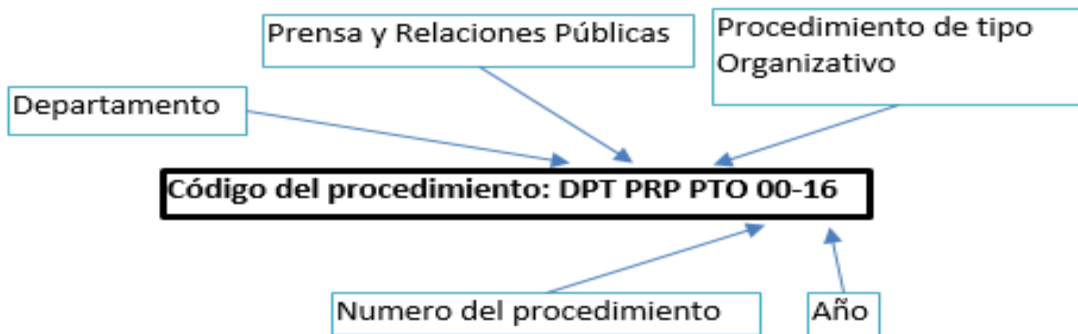 Prensa y Relaciones Públicas
Procedimiento de tipo
Organizativo
Departamento
Código del procedimiento: DPT PRP PTO 00-16
Numero del procedimiento
Año